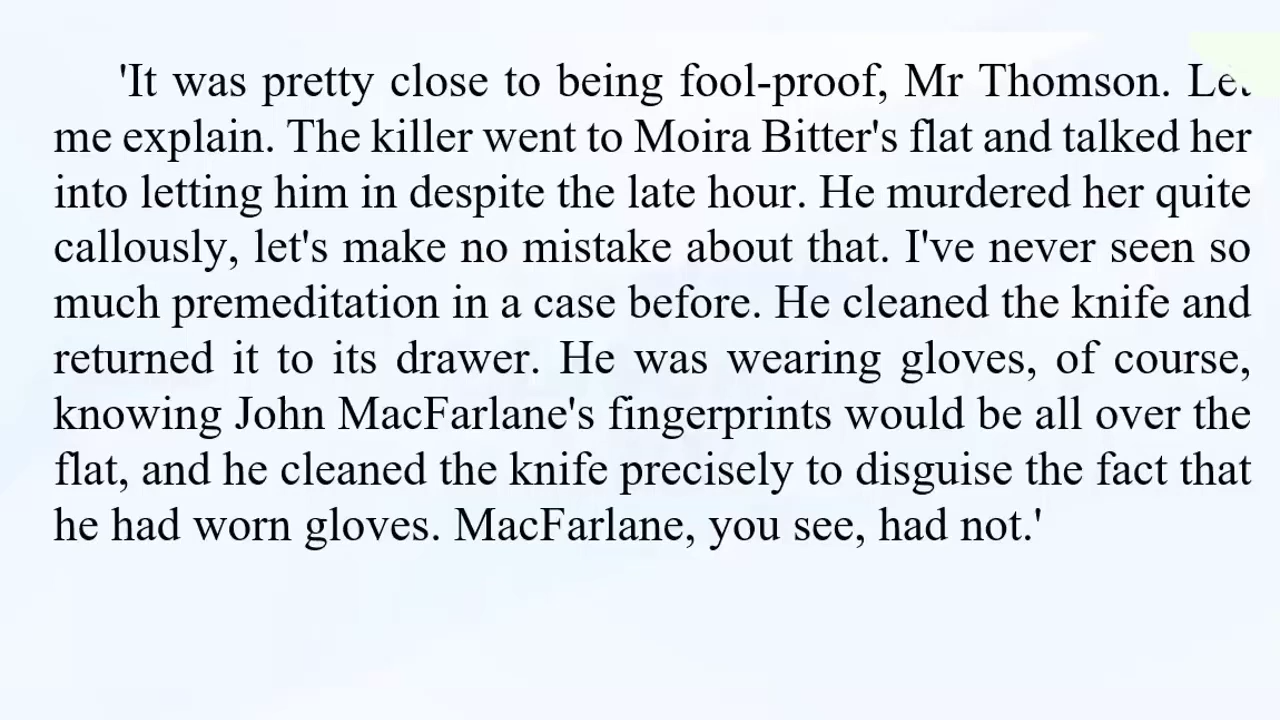 'It was pretty close to being fool-proof, Mr Thomson. Let
me explain. The killer went to Moira Bitter's flat and talked her
into letting him in despite the late hour. He murdered her quite
callously, let's make no mistake about that. I've never seen so
much premeditation in a case before. He cleaned the knife and
returned it to its drawer. He was wearing gloves, of course,
knowing John MacFarlane's fingerprints would be all over the
flat, and he cleaned the knife precisely to disguise the fact that
he had worn gloves. MacFarlane, you see, had not.'